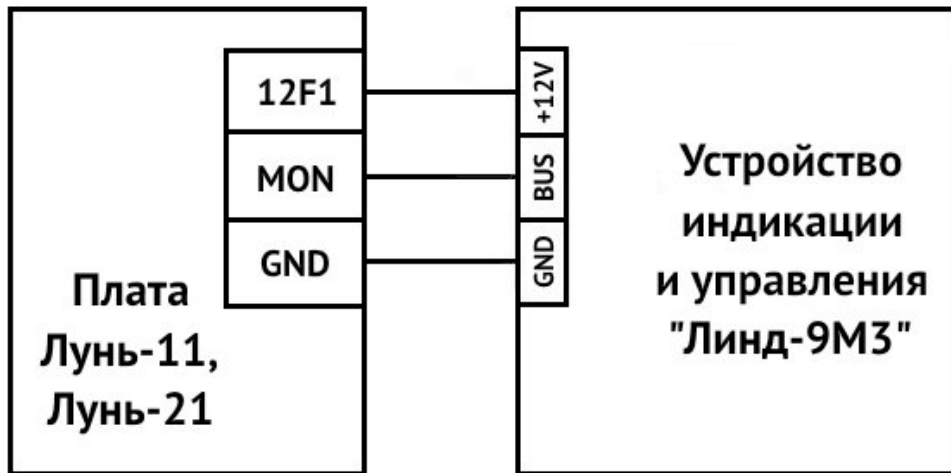 12F1
MON
GND
Плата
Лунь-11,
Лунь-21
+12V
BUS
GND
Устройство
индикации
и управления
"Линд-9М3"